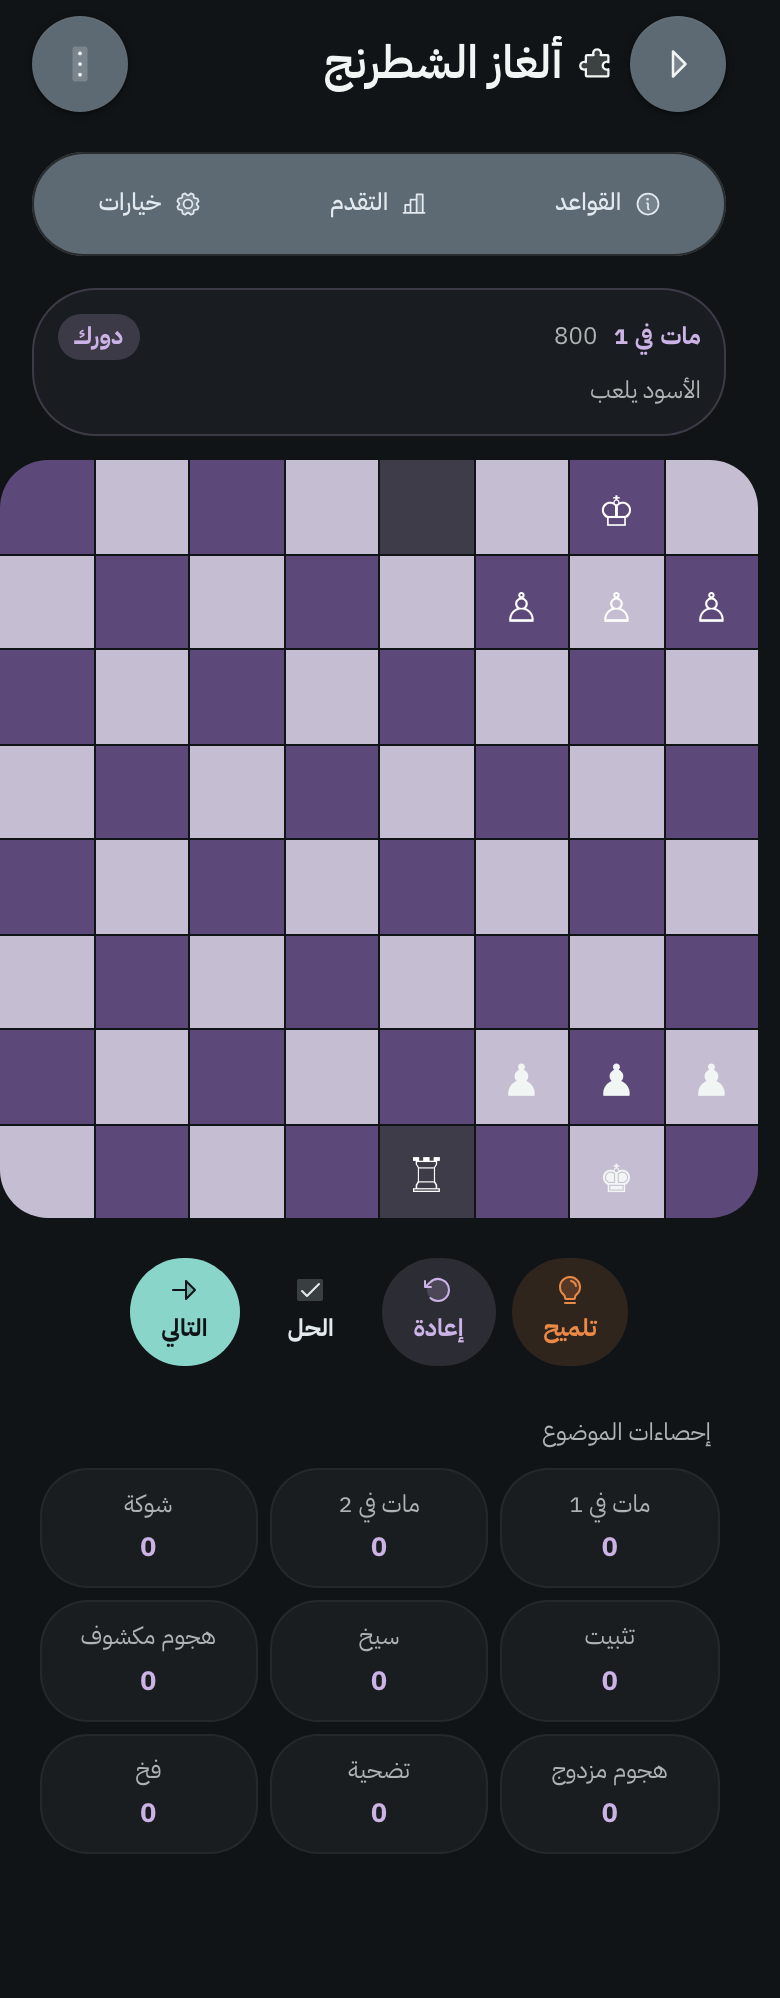 ألغاز الشطرنج
القواعد
التقدم
خيارات
مات في 1 800 دورك
الأسود يلعب
تلميح
إعادة
الحل
التالي
إحصاءات الموضوع
مات في 1
0
مات في 2
0
شوكة
0
تثبيت
0
سيخ
0
هجوم مكشوف
0
هجوم مزدوج
0
تضحية
0
فخ
0